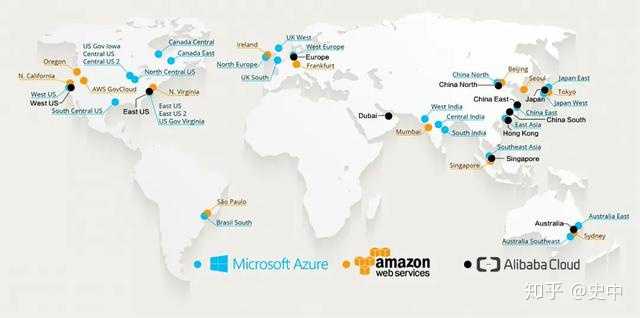 Canada Central
Canada East
US Gov Iowa
Central US
US Central 2
Oregon
N. California
North Central US
AWS GovCloud
N. Virginia
West US
West US
South Central US
East US
East US
East US 2
US Gov Virginia
UK West
Ireland
West Europe
Europe
North Europe
Frankfurt
UK South
China North
Beijing
Seoul
Japan East
China North
Japan
Tokyo
Japan West
China East
China East
China South
East Asia
Hong Kong
Dubai
West India
Central India
Mumbai
South India
Southeast Asia
Singapore
Singapore
São Paulo
Brasil South
Australia
Australia East
Australia Southeast
Sydney
Microsoft Azure
amazon
web services
Alibaba Cloud
知乎 @史中